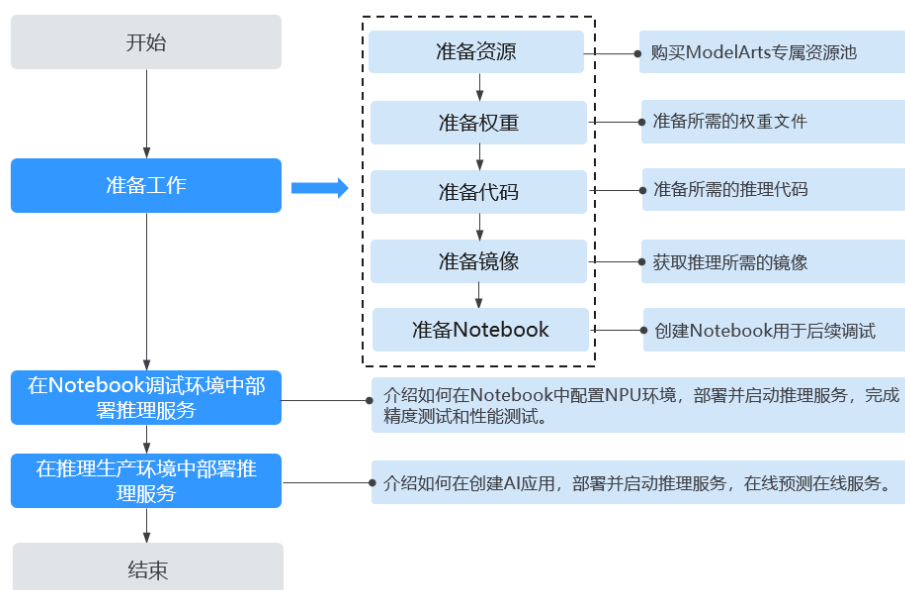 开始
准备工作
准备资源
购买ModelArts专属资源池
准备权重
准备所需的权重文件
准备代码
准备所需的推理代码
准备镜像
获取推理所需的镜像
准备Notebook
创建Notebook用于后续调试
在Notebook调试环境中部
署推理服务
介绍如何在Notebook中配置NPU环境，部署并启动推理服务，完成
精度测试和性能测试。
在推理生产环境中部署推
理服务
介绍如何在创建AI应用，部署并启动推理服务，在线预测在线服务。
结束